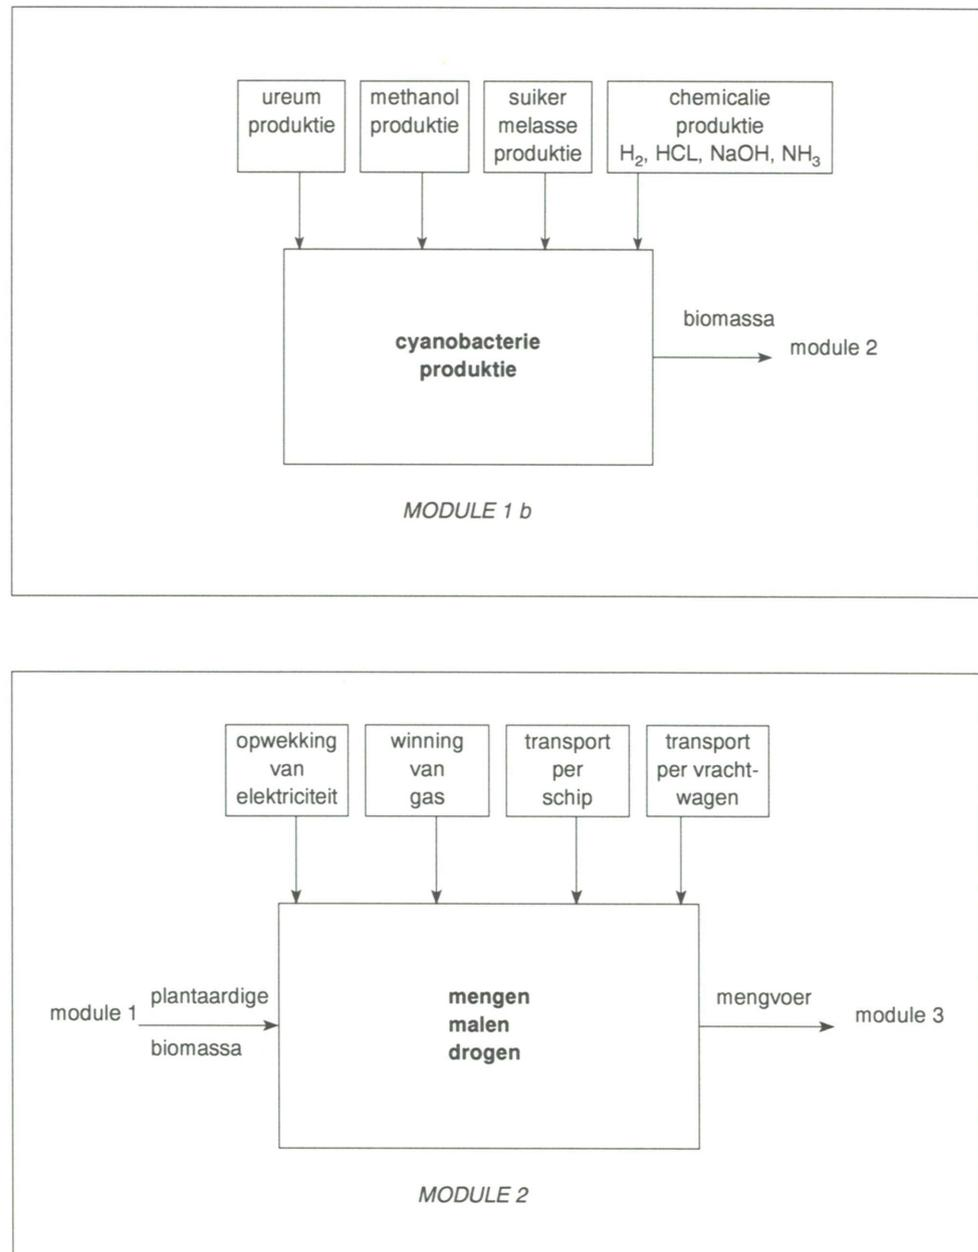 ureum
produktie
methanol
produktie
suiker
melasse
produktie
chemicalie
produktie
H₂, HCL, NaOH, NH₃
cyanobacterie
produktie
biomassa
module 2
MODULE 1 b
opwekking
van
elektriciteit
winning
van
gas
transport
per
schip
transport
per vracht-
wagen
module 1
plantaardige
biomassa
mengen
malen
drogen
mengvoer
module 3
MODULE 2